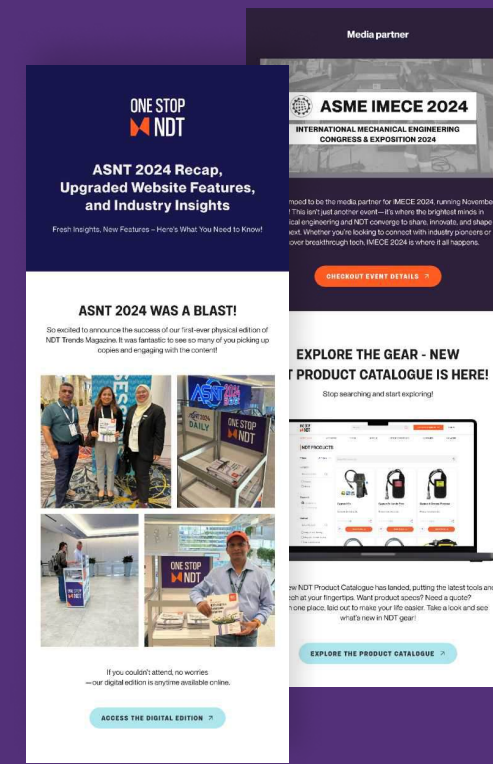 ONE STOP
NDT
ASNT 2024 Recap,
Upgraded Website Features,
and Industry Insights
Fresh Insights, New Features – Here's What You Need to Know!
ASNT 2024 WAS A BLAST!
So excited to announce the success of our first-ever physical edition of
NDT Trends Magazine. It was fantastic to see so many of you picking up
copies and engaging with the content!
ASNT
ASNT 2024
DAILY
ONE STOP
NDT
ONE STOP
NDT
If you couldn't attend, no worries
—our digital edition is anytime available online.
ACCESS THE DIGITAL EDITION
Media partner
ASME IMECE 2024
INTERNATIONAL MECHANICAL ENGINEERING
CONGRESS & EXPOSITION 2024
to be the media partner for IMECE 2024, running
! This isn't just another event—it's where the brightest minds in
engineering and NDT converge to share, innovate, and shape
Whether you're looking to connect with industry pioneers or
breakthrough tech, IMECE 2024 is where it all happens.
CHECKOUT EVENT DETAILS
EXPLORE THE GEAR - NEW
PRODUCT CATALOGUE IS HERE!
Stop searching and start exploring!
NDT PRODUCTS
NDT Product Catalogue has landed, putting the latest tools
at your fingertips. Want product specs? Need a quote?
one place, laid out to make your life easier. Take a look and see
what's new in NDT gear!
EXPLORE THE PRODUCT CATALOGUE